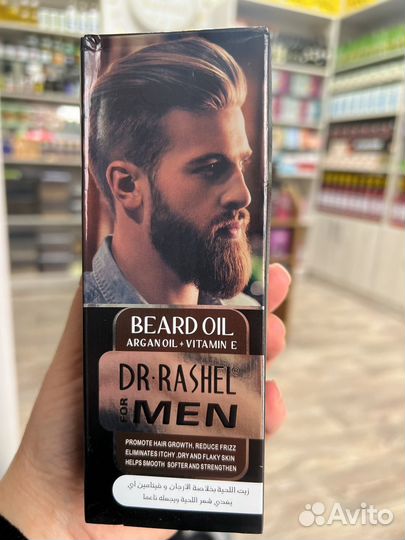 BEARD OIL
ARGAN OIL + VITAMIN E
DR·RASHEL®
FOR MEN
PROMOTE HAIR GROWTH, REDUCE FRIZZ
ELIMINATES ITCHY ,DRY AND FLAKY SKIN
HELPS SMOOTH SOFTER AND STRENGTHEN
زيت اللحية بخلاصة الأرجان و فيتامين أي
يغذي شعر اللحية ويجعله ناعما
Avito